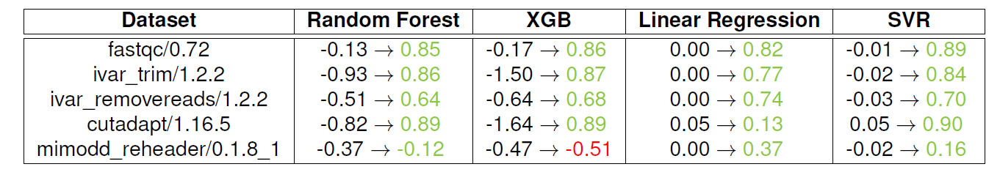 Dataset Random Forest XGB Linear Regression SVR
fastqc/0.72 -0.13 → 0.85 -0.17 → 0.86 0.00 → 0.82 -0.01 → 0.89
ivar_trim/1.2.2 -0.93 → 0.86 -1.50 → 0.87 0.00 → 0.77 -0.02 → 0.84
ivar_removereads/1.2.2 -0.51 → 0.64 -0.64 → 0.68 0.00 → 0.74 -0.03 → 0.70
cutadapt/1.16.5 -0.82 → 0.89 -1.64 → 0.89 0.05 → 0.13 0.05 → 0.90
mimodd_reheader/0.1.8_1 -0.37 → -0.12 -0.47 → -0.51 0.00 → 0.37 -0.02 → 0.16